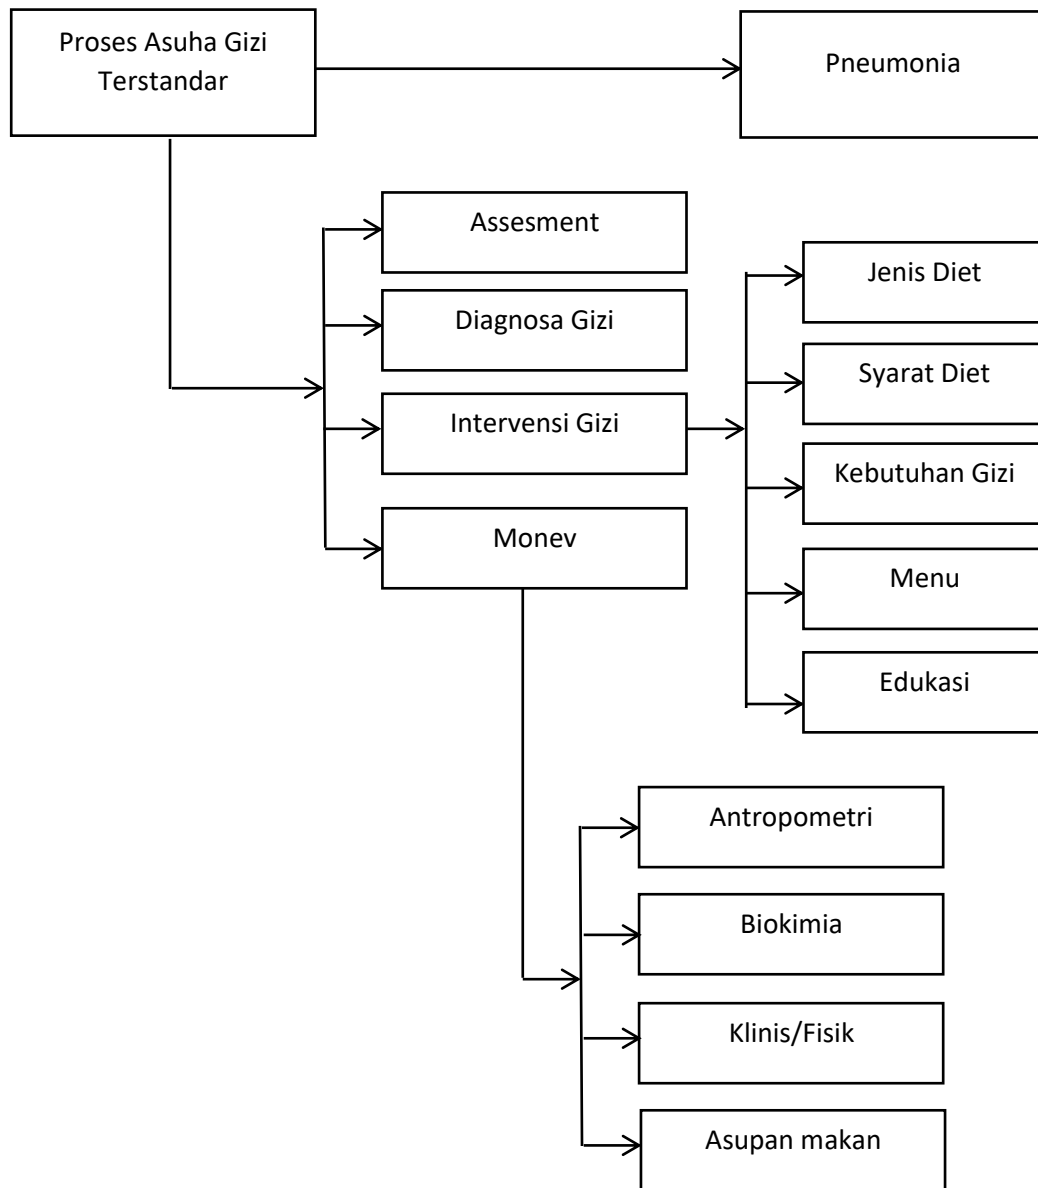 Proses Asuha Gizi
Terstandar
Pneumonia
Assesment
Diagnosa Gizi
Intervensi Gizi
Monev
Jenis Diet
Syarat Diet
Kebutuhan Gizi
Menu
Edukasi
Antropometri
Biokimia
Klinis/Fisik
Asupan makan